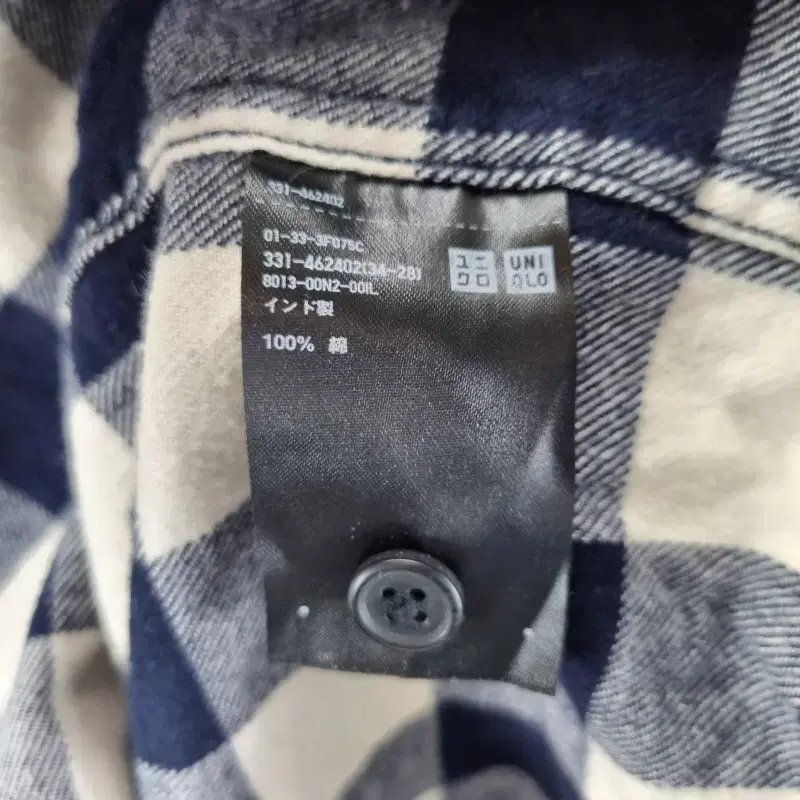 331-462402
01-33-3F075C
331-462402(34-28)
8013-00N2-00IL
インド製
100% 綿
ユニ
クロ
UNI
QLO